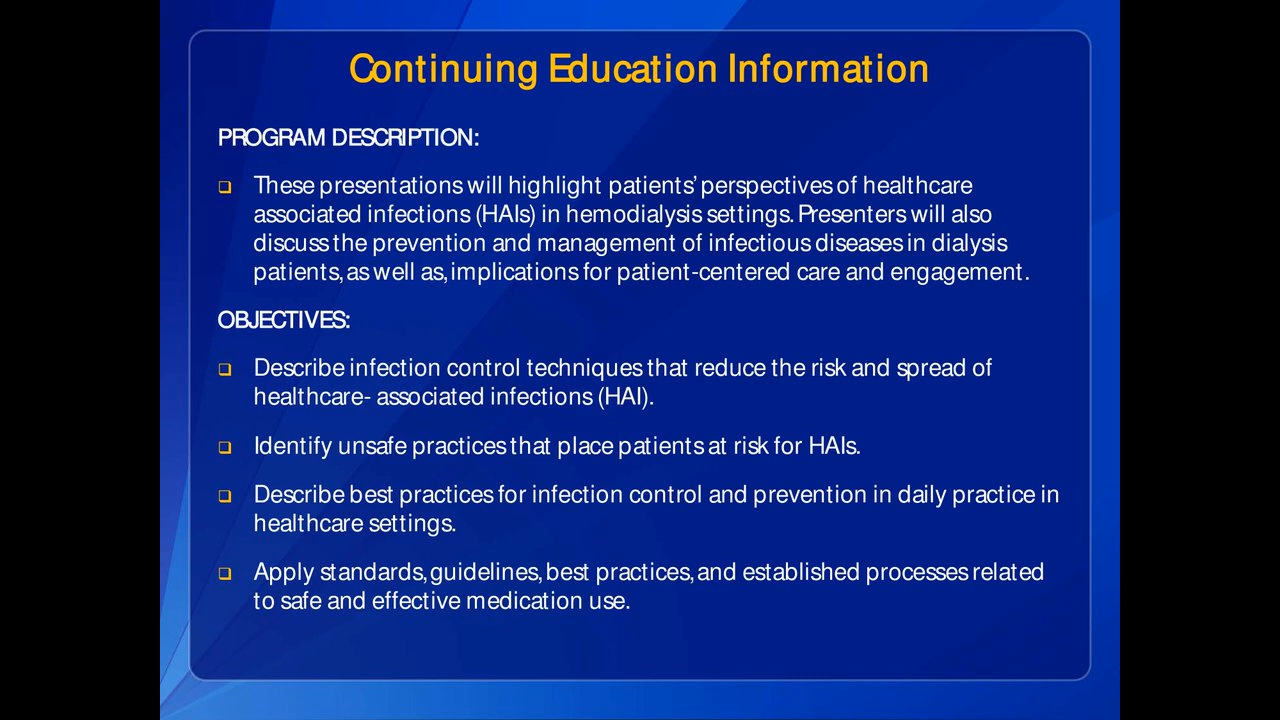 Continuing Education Information
PROGRAM DESCRIPTION:
These presentations will highlight patients’ perspectives of healthcare
associated infections (HAIs) in hemodialysis settings. Presenters will also
discuss the prevention and management of infectious diseases in dialysis
patients, as well as, implications for patient-centered care and engagement.
OBJECTIVES:
Describe infection control techniques that reduce the risk and spread of
healthcare- associated infections (HAI).
Identify unsafe practices that place patients at risk for HAIs.
Describe best practices for infection control and prevention in daily practice in
healthcare settings.
Apply standards, guidelines, best practices, and established processes related
to safe and effective medication use.